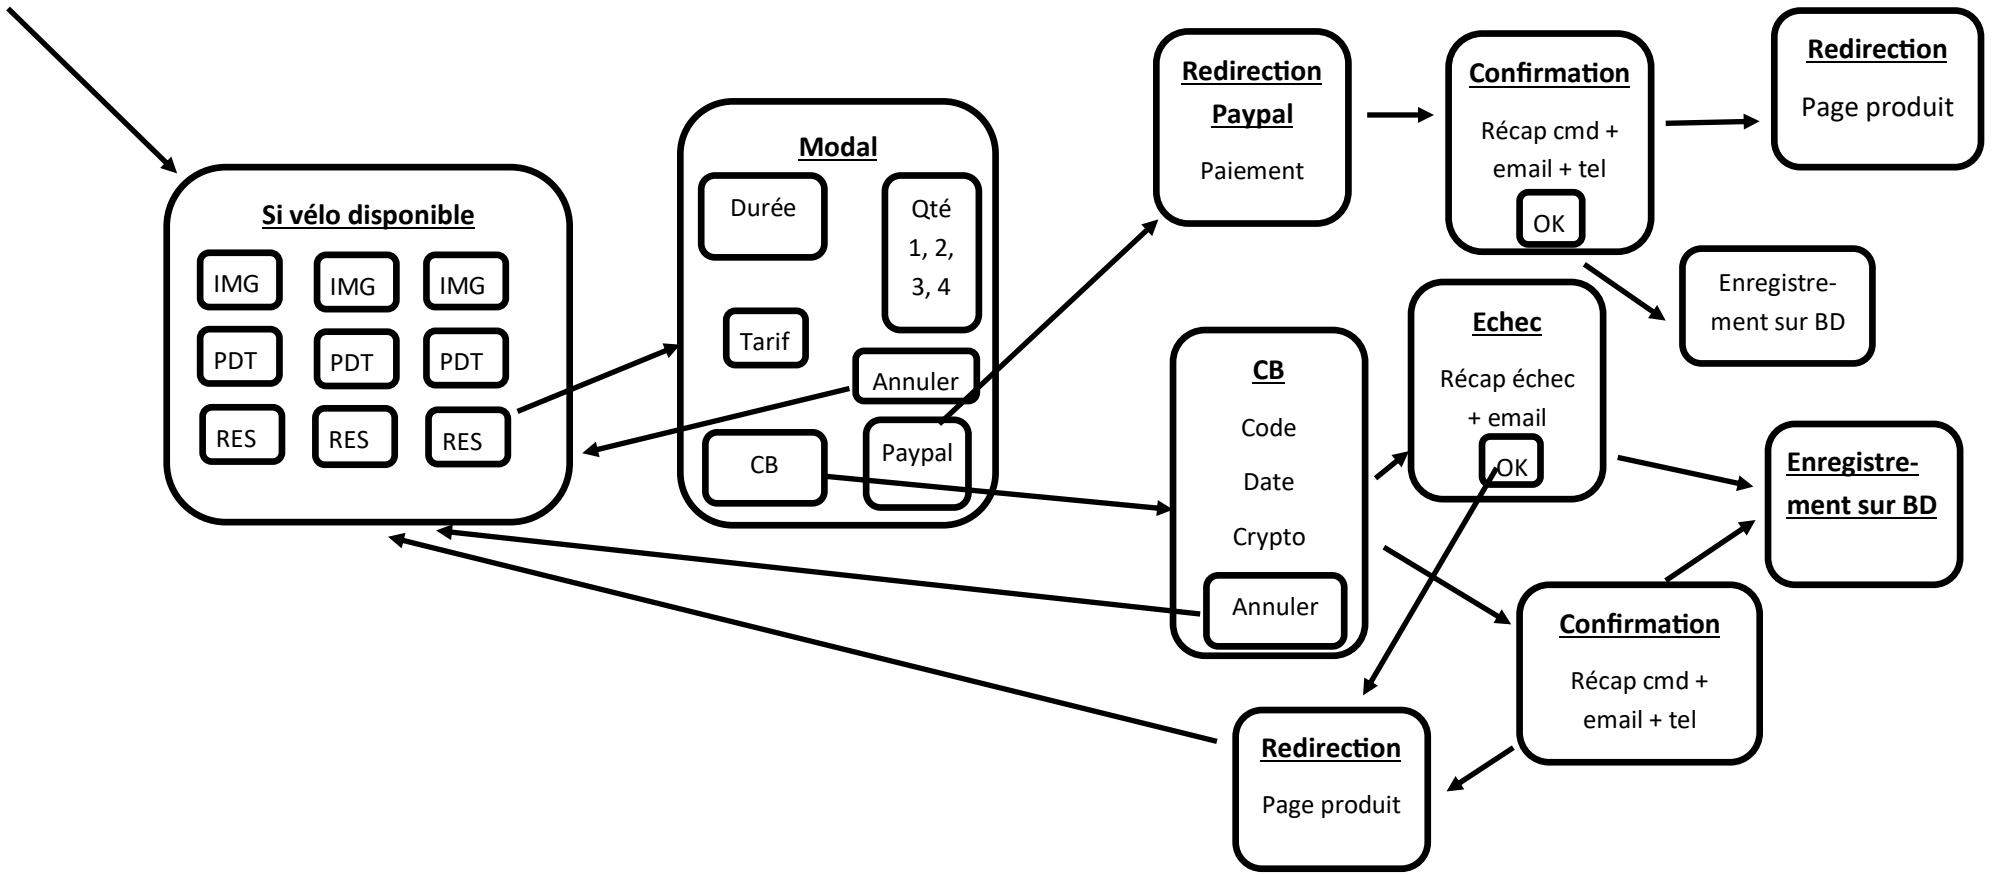 Si vélo disponible
IMG
IMG
IMG
PDT
PDT
PDT
RES
RES
RES
Modal
Durée
Qté
1, 2,
3, 4
Tarif
Annuler
CB
Paypal
Redirection
Paypal
Paiement
Confirmation
Récap cmd +
email + tel
OK
Redirection
Page produit
Enregistre-
ment sur BD
CB
Code
Date
Crypto
Annuler
Echec
Récap échec
+ email
OK
Enregistre-
ment sur BD
Confirmation
Récap cmd +
email + tel
Redirection
Page produit